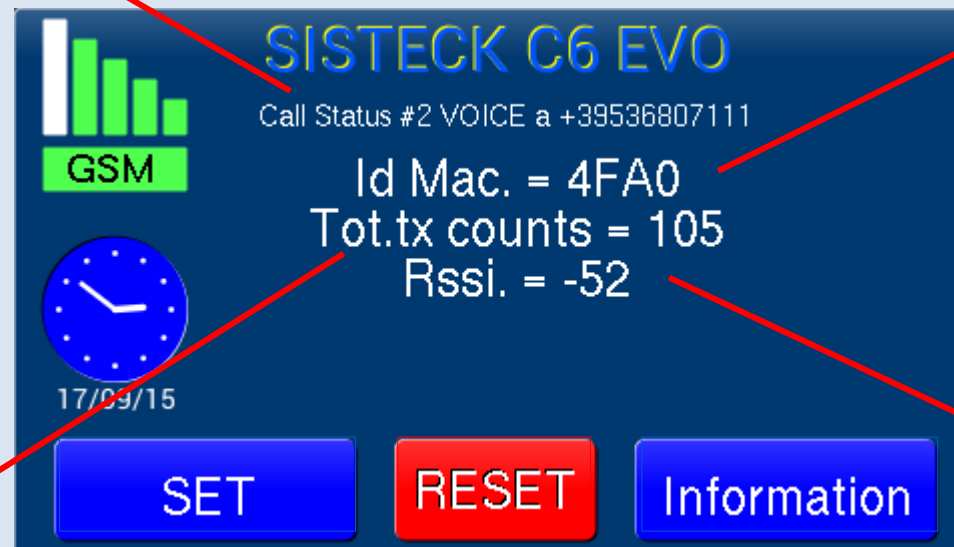 SISTECK C6 EVO
Call Status #2 VOICE a +39536807111
GSM
Id Mac. = 4FA0
Tot.tx counts = 105
Rssi. = -52
17/09/15
SET
RESET
Information